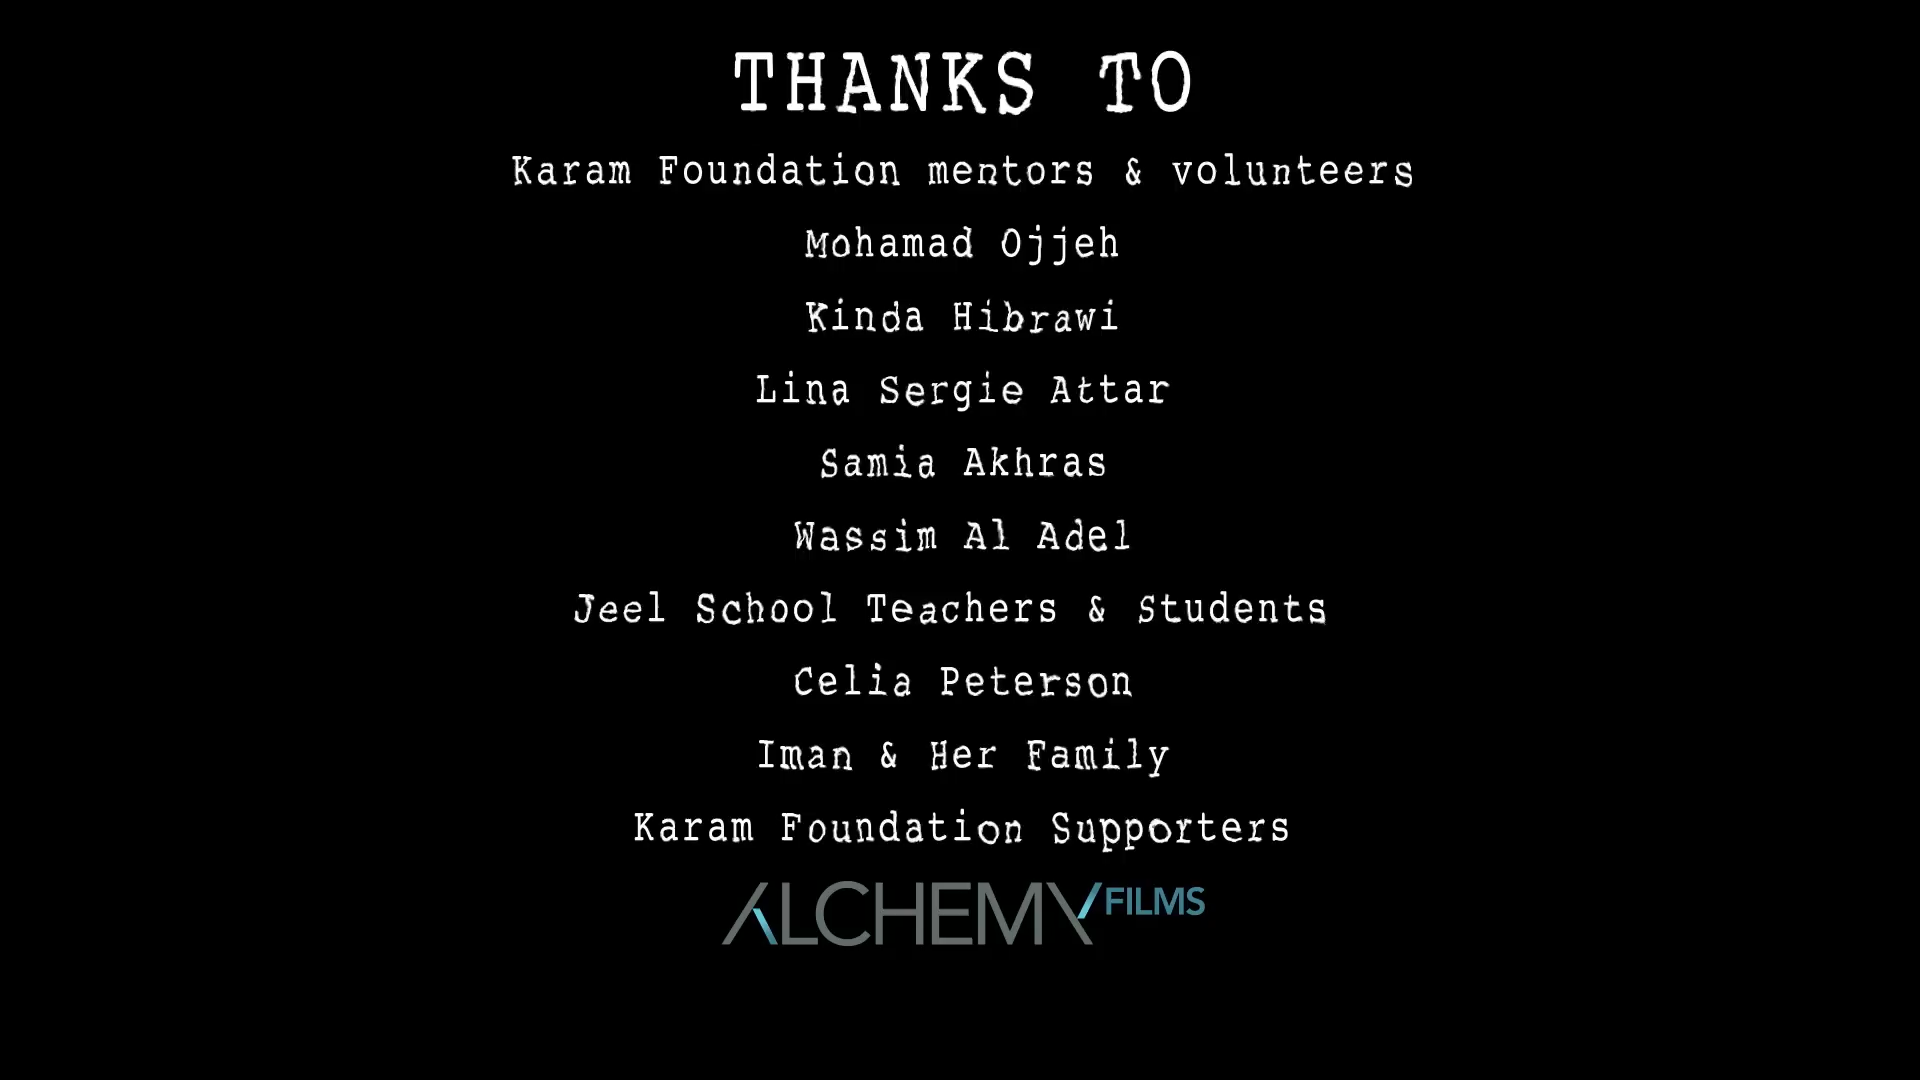 THANKS TO
Karam Foundation mentors & volunteers
Mohamad Ojjeh
Kinda Hibrawi
Lina Sergie Attar
Samia Akhras
Wassim Al Adel
Jeel School Teachers & Students
Celia Peterson
Iman & Her Family
Karam Foundation Supporters
ALCHEMY FILMS